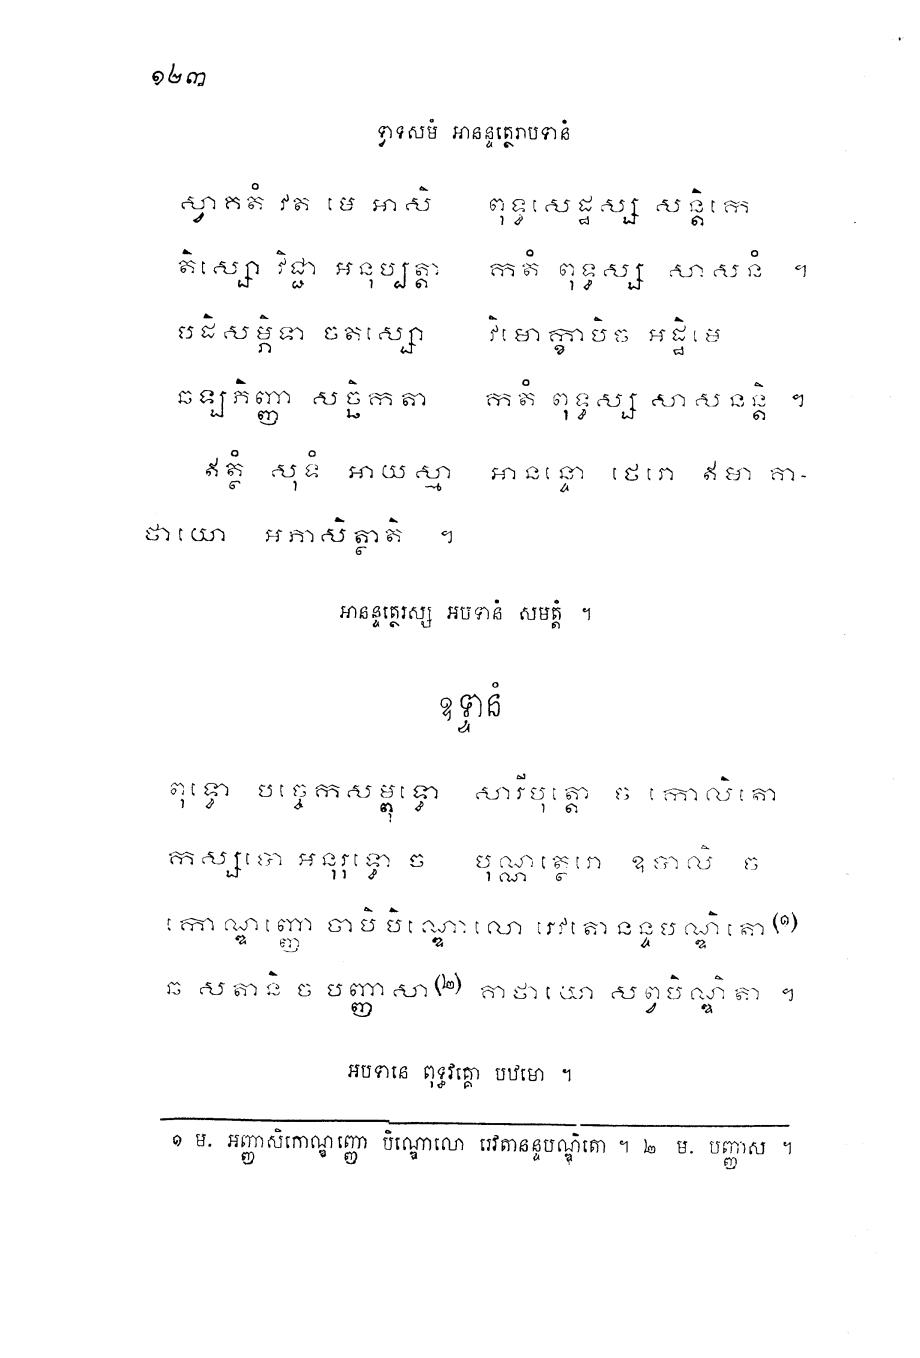 ១២៣
ទ្វាទសមំ អានន្ទត្ថេរាបទានំ
ស្វាគតំ វត មេ អាសិ ពុទ្ធសេដ្ឋស្ស សន្តិកេ
តិស្សោ វិជ្ជា អនុប្បត្តា កតំ ពុទ្ធស្ស សាសនំ ។
បដិសម្ភិទា ចតស្សោ វិមោក្ខាបិច អដ្ឋិមេ
ឆឡភិញ្ញា សច្ឆិកតា កតំ ពុទ្ធស្ស សាសនន្តិ ។
ឥត្ថំ សុទំ អាយស្មា អានន្ទោ ថេរោ ឥមា គា-
ថាយោ អភាសិត្ថាតិ ។
អានន្ទត្ថេរស្ស អបទានំ សមត្តំ ។
ឧទ្ទានំ
ពុទ្ធោ បច្ចេកសម្ពុទ្ធោ សារីបុត្តោ ច កោលិតោ
កស្សបោ អនុរុទ្ធោ ច បុណ្ណត្ថេរោ ឧបាលិ ច
កោណ្ឌញ្ញោ ចាបិ បិណ្ឌោលោ រេវតោនន្ទបណ្ឌិតោ(១)
ឆ សតានិ ច បញ្ញាសា(២) គាថាយោ សព្វបិណ្ឌិតា ។
អបទានេ ពុទ្ធវគ្គោ បឋមោ ។
១ ម. អញ្ញាសិកោណ្ឌញ្ញោ បិណ្ឌោលោ រេវតានន្ទបណ្ឌិតោ ។ ២ ម. បញ្ញាស ។